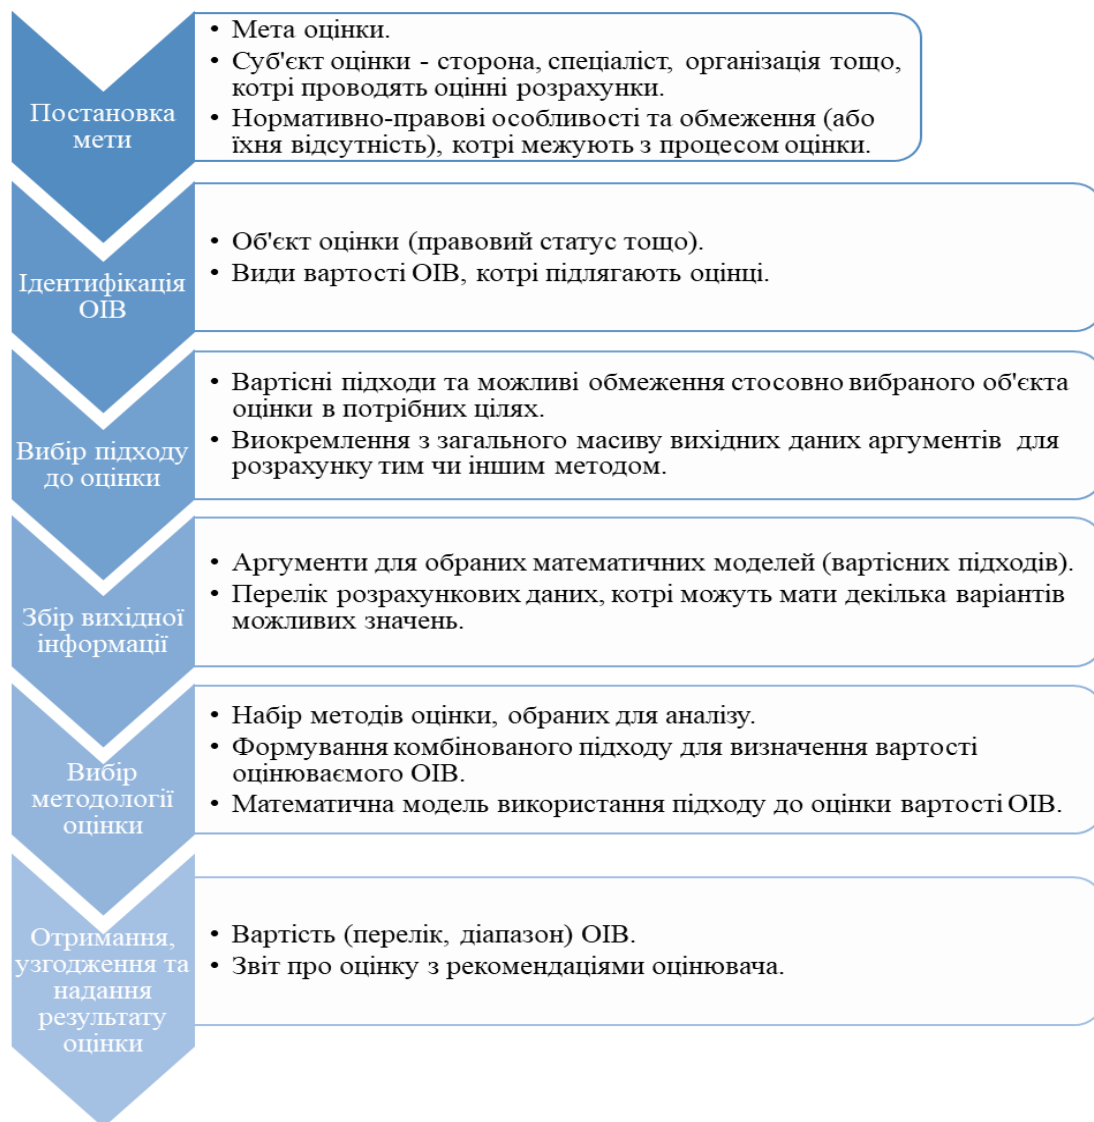 Постановка
мети
• Мета оцінки.
• Суб'єкт оцінки - сторона, спеціаліст, організація тощо,
котрі проводять оцінні розрахунки.
• Нормативно-правові особливості та обмеження (або
їхня відсутність), котрі межують з процесом оцінки.
Ідентифікація
ОІВ
• Об'єкт оцінки (правовий статус тощо).
• Види вартості ОІВ, котрі підлягають оцінці.
Вибір підходу
до оцінки
• Вартісні підходи та можливі обмеження стосовно вибраного об'єкта
оцінки в потрібних цілях.
• Виокремлення з загального масиву вихідних даних аргументів для
розрахунку тим чи іншим методом.
Збір вихідної
інформації
• Аргументи для обраних математичних моделей (вартісних підходів).
• Перелік розрахункових даних, котрі можуть мати декілька варіантів
можливих значень.
Вибір
методології
оцінки
• Набір методів оцінки, обраних для аналізу.
• Формування комбінованого підходу для визначення вартості
оцінюваємого ОІВ.
• Математична модель використання підходу до оцінки вартості ОІВ.
Отримання,
узгодження та
надання
результату
оцінки
• Вартість (перелік, діапазон) ОІВ.
• Звіт про оцінку з рекомендаціями оцінювача.